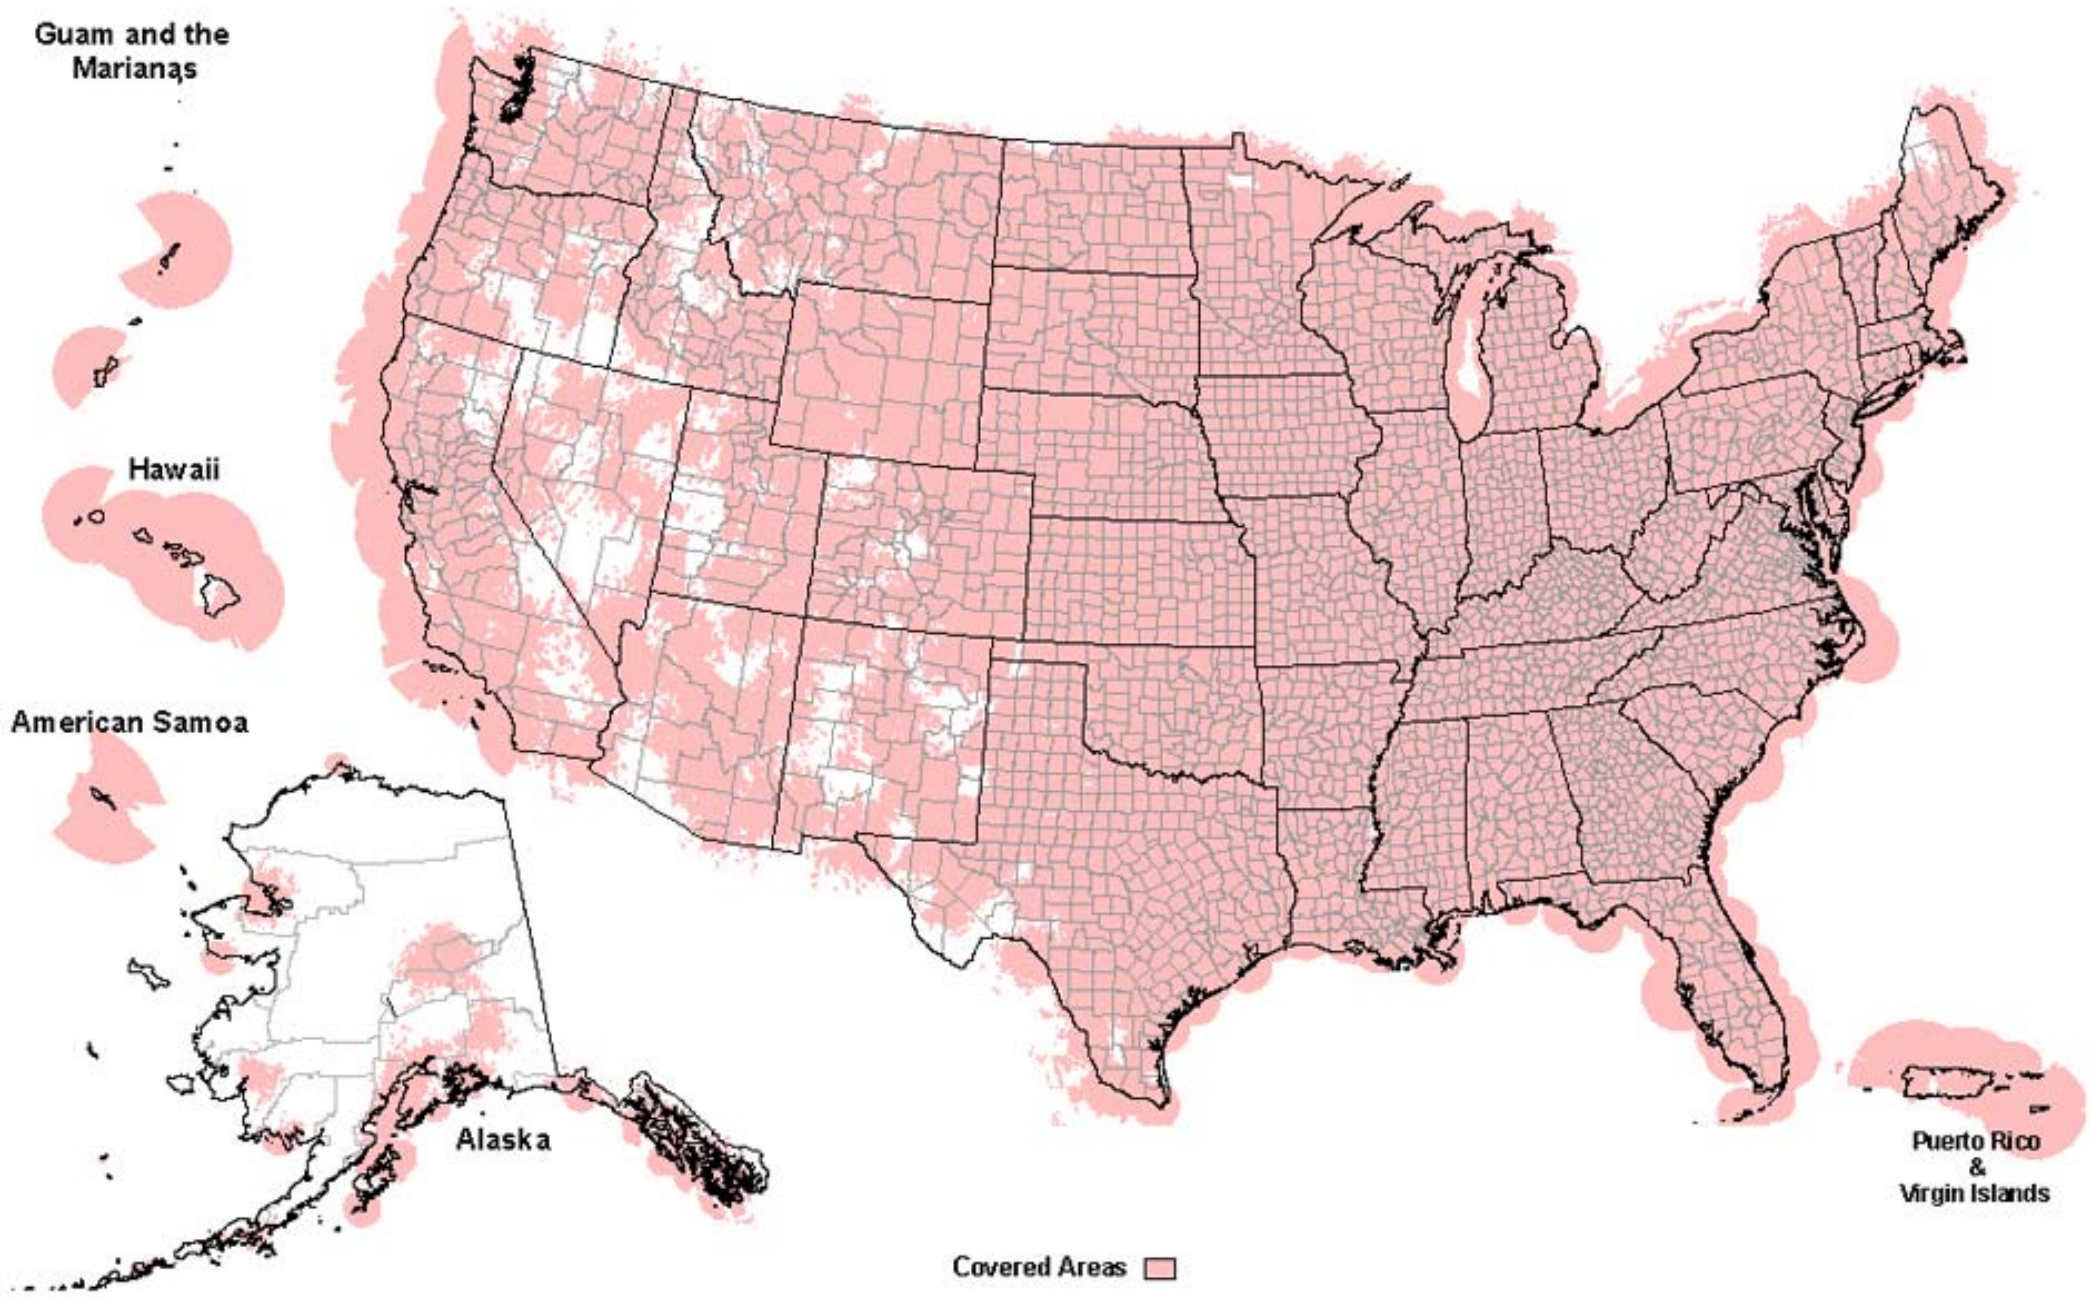 Guam and the
Marianas
Hawaii
American Samoa
Alaska
Puerto Rico
&
Virgin Islands
Covered Areas